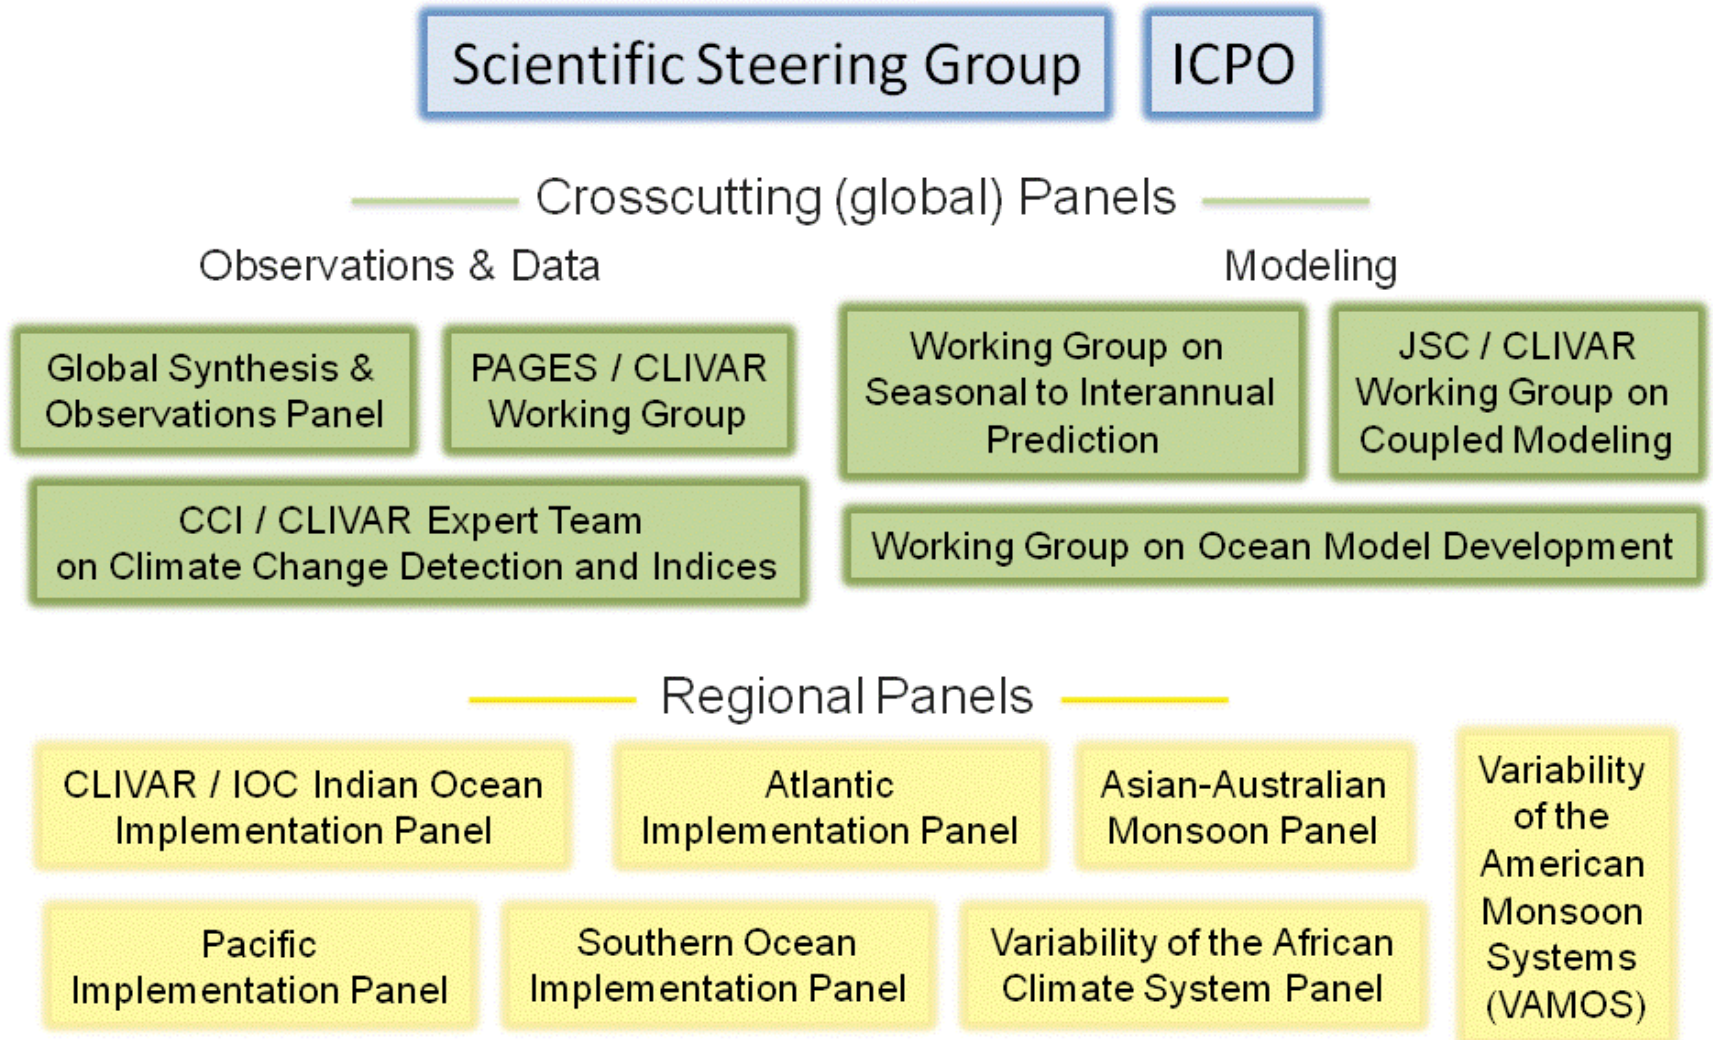 Scientific Steering Group
ICPO
Crosscutting (global) Panels
Observations & Data
Global Synthesis &
Observations Panel
PAGES / CLIVAR
Working Group
CCI / CLIVAR Expert Team
on Climate Change Detection and Indices
Modeling
Working Group on
Seasonal to Interannual
Prediction
JSC / CLIVAR
Working Group on
Coupled Modeling
Working Group on Ocean Model Development
Regional Panels
CLIVAR / IOC Indian Ocean
Implementation Panel
Atlantic
Implementation Panel
Asian-Australian
Monsoon Panel
Variability
of the
American
Monsoon
Systems
(VAMOS)
Pacific
Implementation Panel
Southern Ocean
Implementation Panel
Variability of the African
Climate System Panel